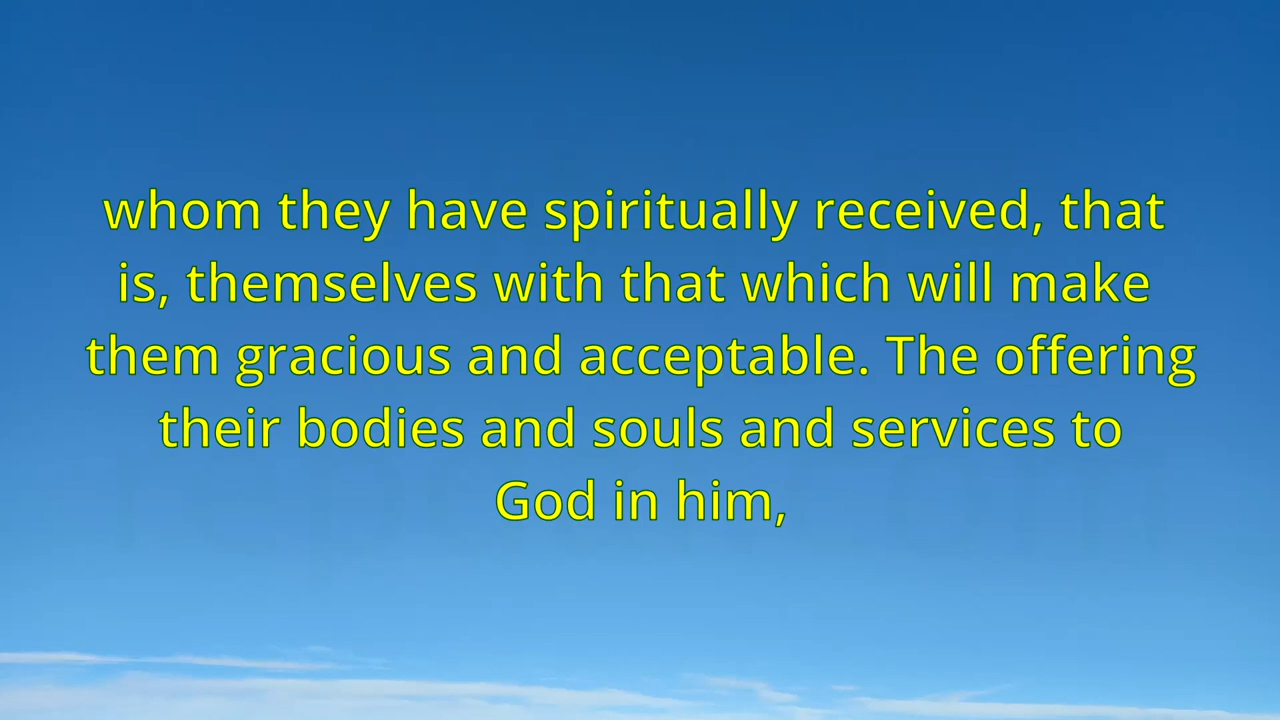 whom they have spiritually received, that
is, themselves with that which will make
them gracious and acceptable. The offering
their bodies and souls and services to
God in him,